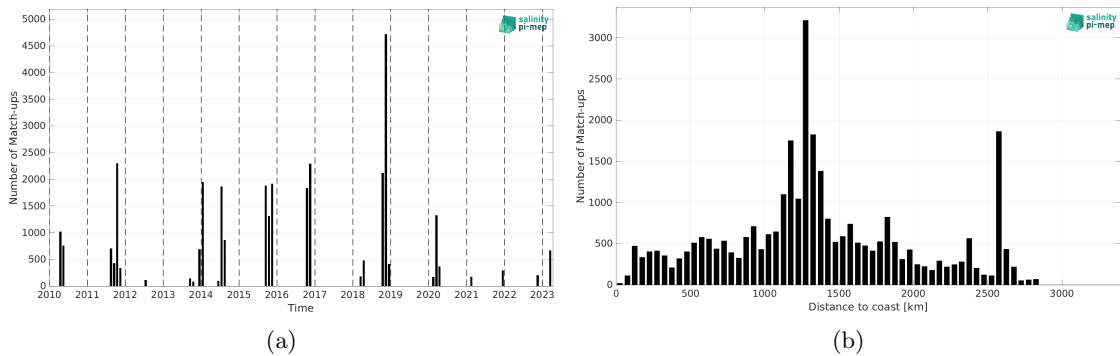 salinity
pi-mep
Number of Match-ups
5000
4500
4000
3500
3000
2500
2000
1500
1000
500
0
2010 2011 2012 2013 2014 2015 2016 2017 2018 2019 2020 2021 2022 2023
Time
(a)
salinity
pi-mep
Number of Match-ups
3000
2500
2000
1500
1000
500
0
0 500 1000 1500 2000 2500 3000
Distance to coast [km]
(b)